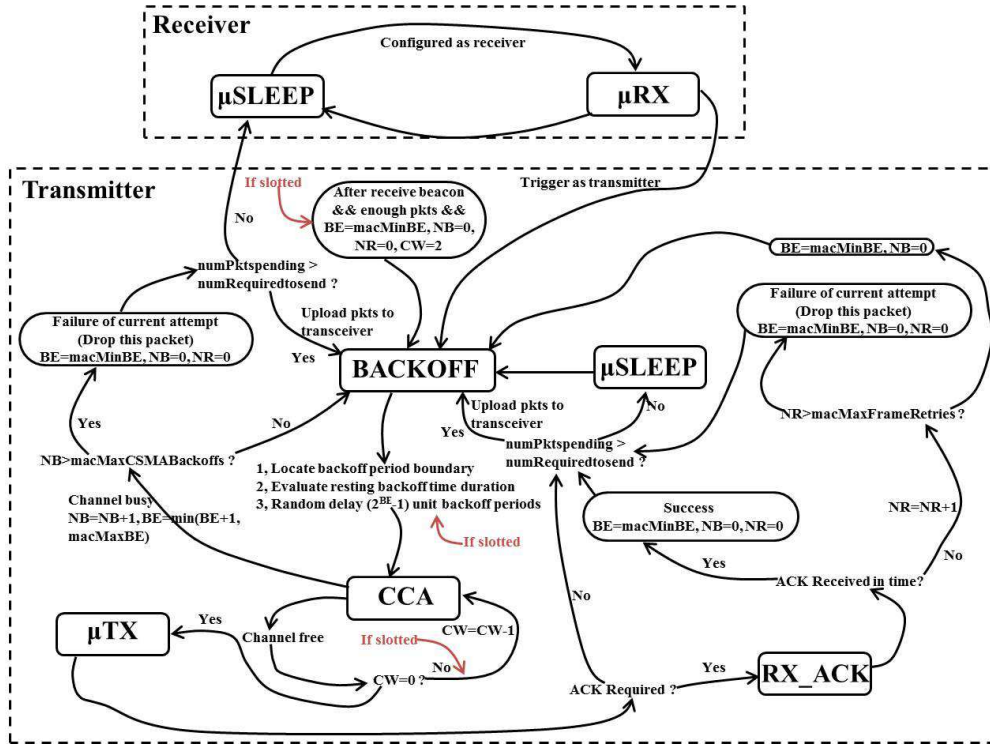 Receiver
Configured as receiver
µSLEEP
µRX
Transmitter
If slotted
After receive beacon
&& enough pkts &&
BE=macMinBE, NB=0,
NR=0, CW=2
Trigger as transmitter
No
BE=macMinBE, NB=0
numPktspending >
numRequiredtosend ?
Failure of current attempt
(Drop this packet)
BE=macMinBE, NB=0, NR=0
Failure of current attempt
(Drop this packet)
BE=macMinBE, NB=0, NR=0
Upload pkts to
transceiver
Yes
BACKOFF
µSLEEP
Yes
No
Upload pkts to
transceiver
Yes
No
NR>macMaxFrameRetries ?
numPktspending >
numRequiredtosend ?
NB>macMaxCSMABackoffs ?
1, Locate backoff period boundary
2, Evaluate resting backoff time duration
3, Random delay (2^BE-1) unit backoff periods
Channel busy
NB=NB+1, BE=min(BE+1,
macMaxBE)
If slotted
Success
BE=macMinBE, NB=0, NR=0
NR=NR+1
No
Yes
ACK Received in time?
CCA
No
µTX
Yes
Channel free
If slotted
CW=CW-1
CW=0 ?
No
ACK Required ?
Yes
RX_ACK